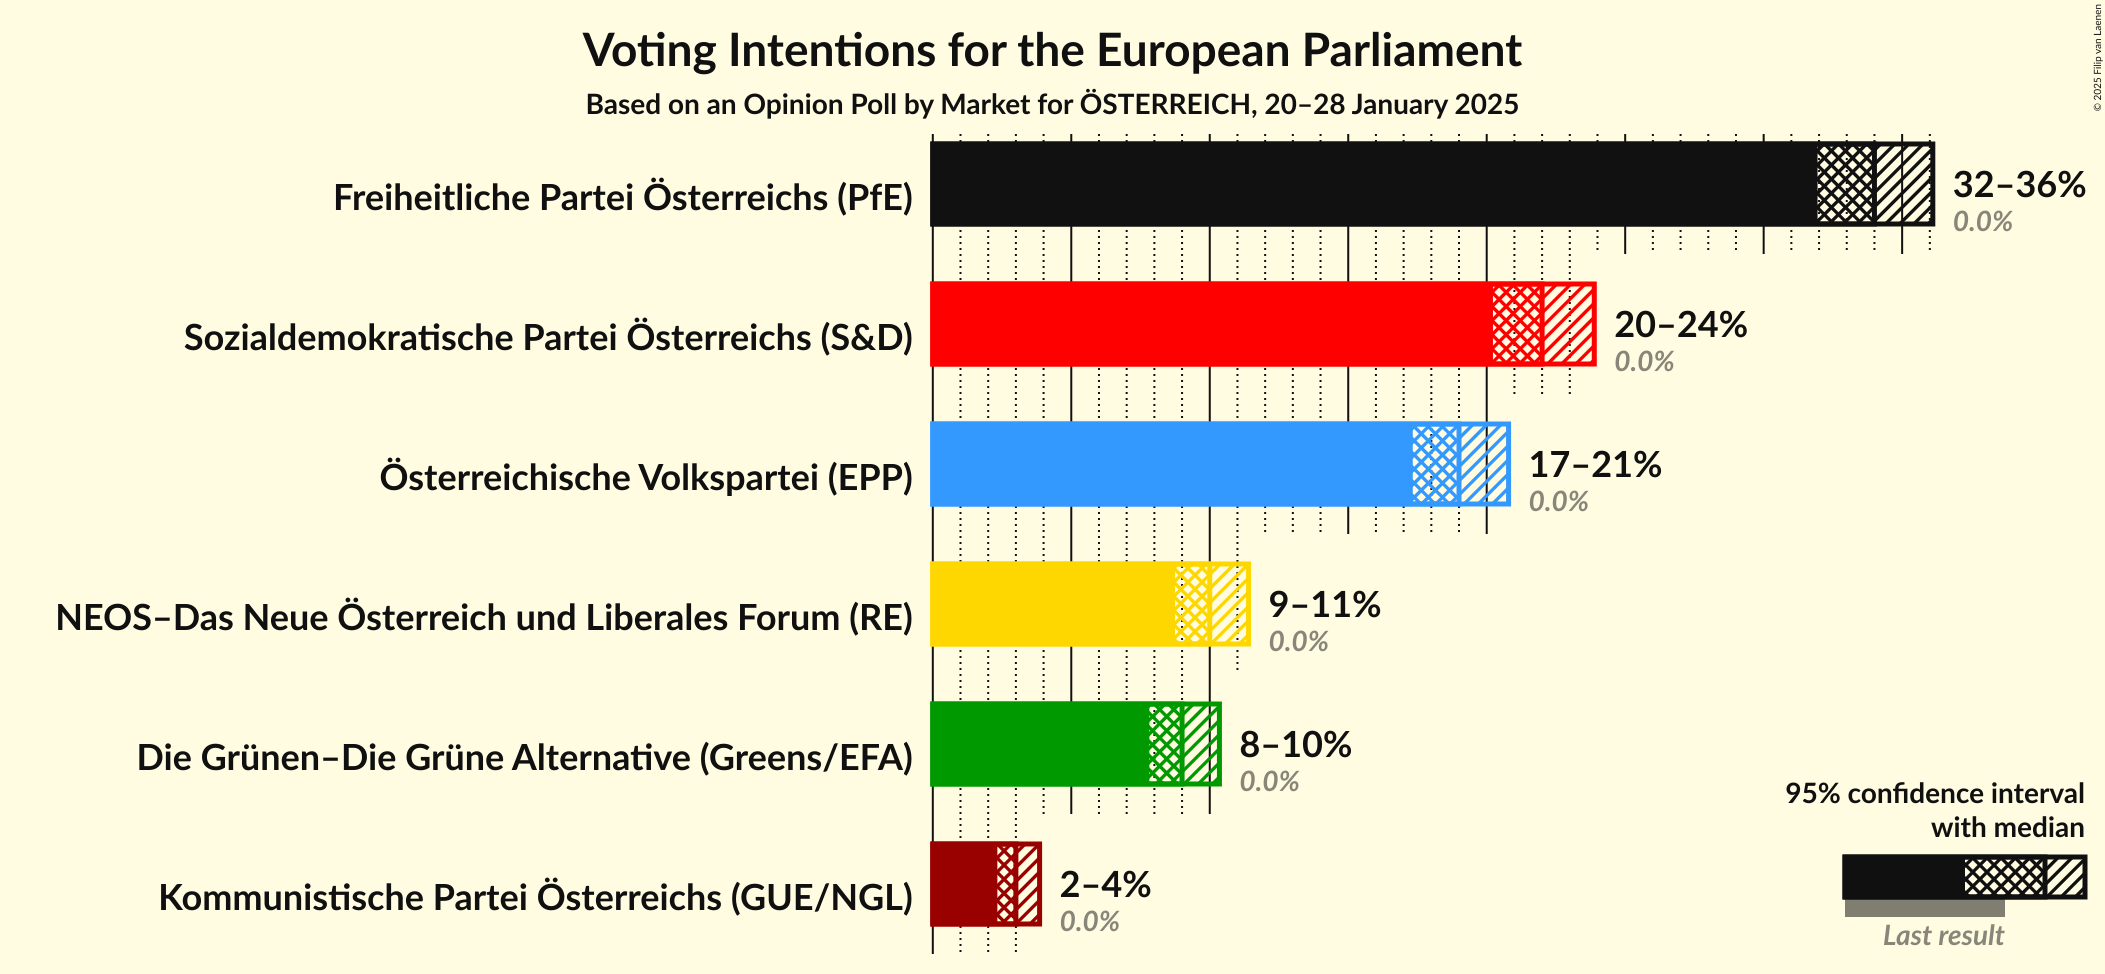 Voting Intentions for the European Parliament
Based on an Opinion Poll by Market for ÖSTERREICH, 20–28 January 2025
© 2025 Filip van Laenen
Freiheitliche Partei Österreichs (PfE)
32–36%
0.0%
Sozialdemokratische Partei Österreichs (S&D)
20–24%
0.0%
Österreichische Volkspartei (EPP)
17–21%
0.0%
NEOS–Das Neue Österreich und Liberales Forum (RE)
9–11%
0.0%
Die Grünen–Die Grüne Alternative (Greens/EFA)
8–10%
0.0%
Kommunistische Partei Österreichs (GUE/NGL)
2–4%
0.0%
95% confidence interval
with median
Last result